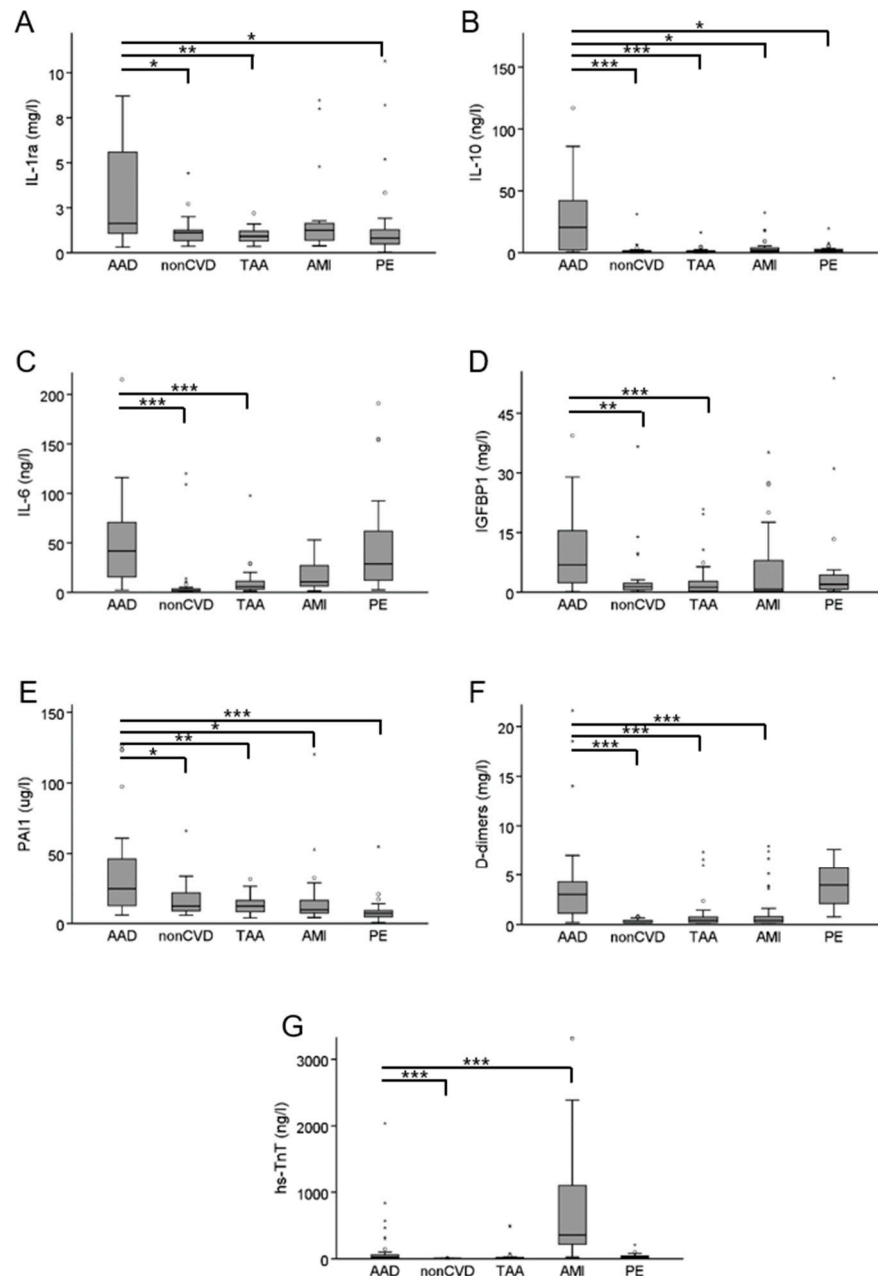 A
B
IL-1ra (mg/l)
10
8
5
3
0
*
**
*
AAD nonCVD TAA AMI PE
IL-10 (ng/l)
150
100
50
0
*
*
***
***
AAD nonCVD TAA AMI PE
C
D
IL-6 (ng/l)
200
150
100
50
0
***
***
AAD nonCVD TAA AMI PE
IGFBP1 (mg/l)
45
30
15
0
***
**
AAD nonCVD TAA AMI PE
E
F
PAI1 (ug/l)
150
100
50
0
***
*
**
*
AAD nonCVD TAA AMI PE
D-dimers (mg/l)
20
15
10
5
0
***
***
***
AAD nonCVD TAA AMI PE
G
hs-TnT (ng/l)
3000
2000
1000
0
***
***
AAD nonCVD TAA AMI PE